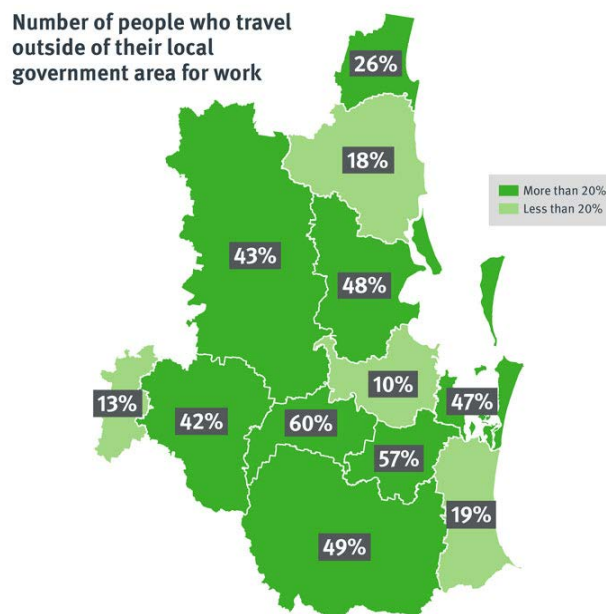 Number of people who travel
outside of their local
government area for work
26%
18%
More than 20%
Less than 20%
43%
48%
13%
42%
10%
47%
60%
57%
19%
49%